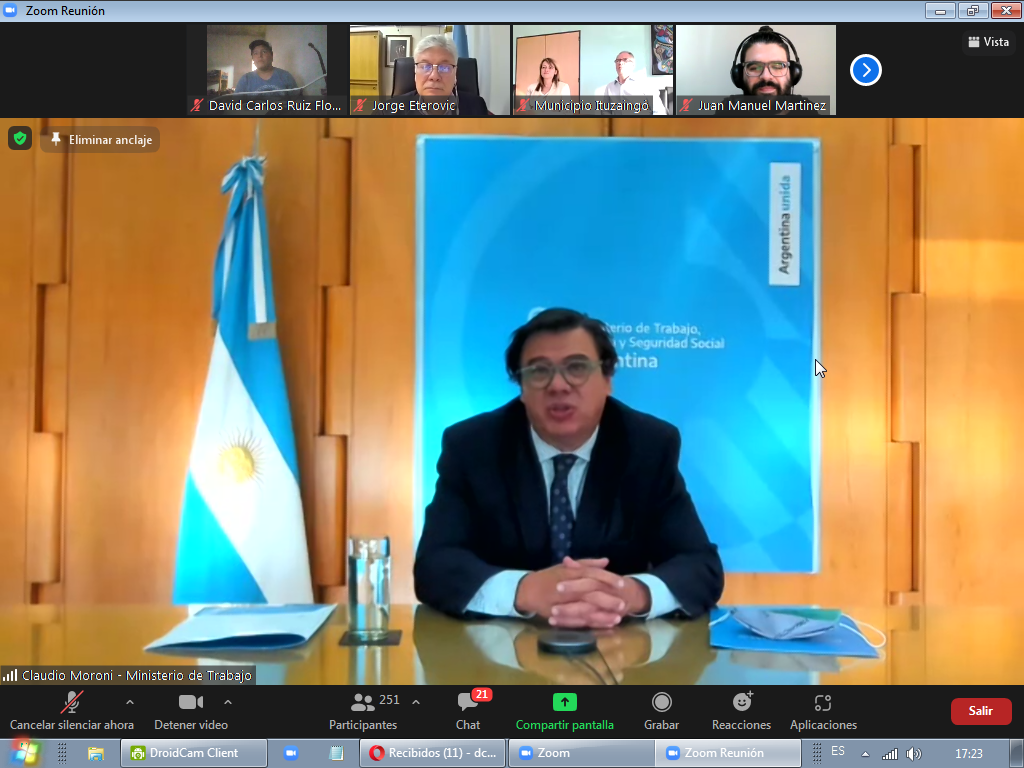 Zoom Reunión
Vista
David Carlos Ruiz Flo...
Jorge Eterovic
Municipio Ituzaingó
Juan Manuel Martinez
Eliminar anclaje
Argentina unida
de Trabajo,
y Seguridad Social
Claudio Moroni - Ministerio de Trabajo
Cancelar silenciar ahora
Detener video
251
Participantes
21
Chat
Compartir pantalla
Grabar
Reacciones
Aplicaciones
Salir
DroidCam Client
Recibidos (11) - dc...
Zoom
Zoom Reunión
ES
17:23